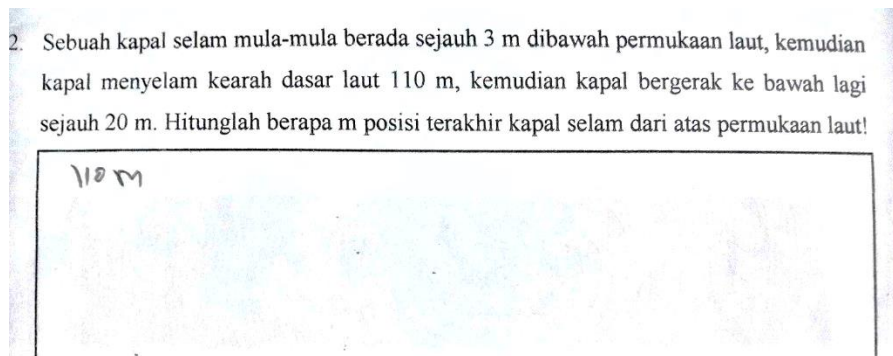 2. Sebuah kapal selam mula-mula berada sejauh 3 m dibawah permukaan laut, kemudian
kapal menyelam kearah dasar laut 110 m, kemudian kapal bergerak ke bawah lagi
sejauh 20 m. Hitunglah berapa m posisi terakhir kapal selam dari atas permukaan laut!
110 m